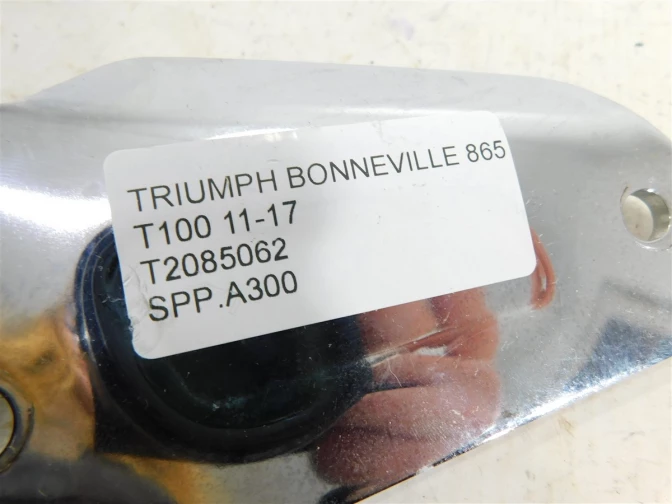 TRIUMPH BONNEVILLE 865
T100 11-17
T2085062
SPP.A300